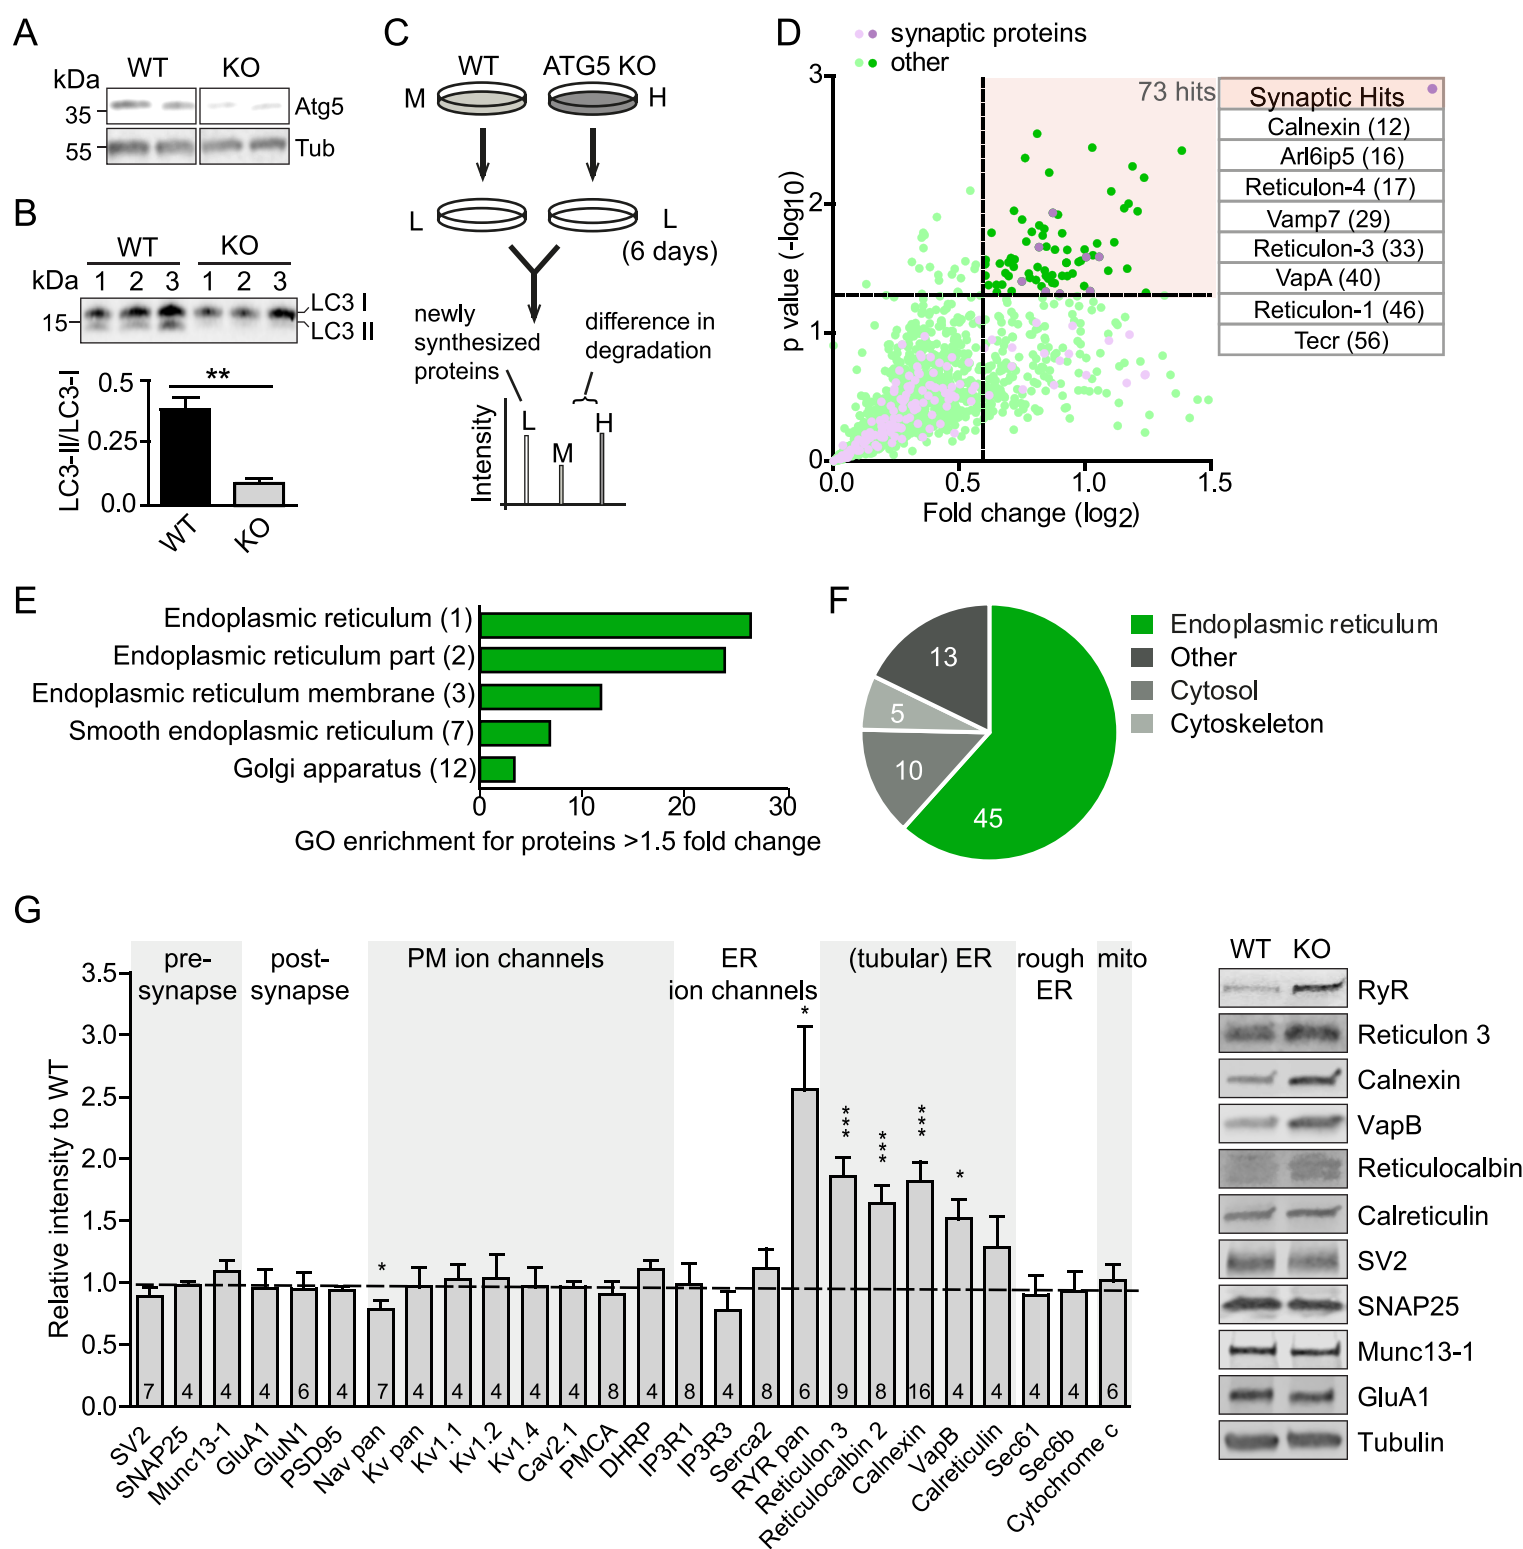 A
WT KO
kDa
35
Atg5
55
Tub
B
WT KO
kDa 1 2 3 1 2 3
LC3 I
15
LC3 II
0.5
**
0.25
0.0
LC3-II/LC3-I
WT
KO
C
WT ATG5 KO
M H
L L
(6 days)
newly
synthesized
proteins
difference in
degradation
Intensity
L
M
H
D
synaptic proteins
other
73 hits
3
2
1
0
p value (-log10)
0.0 0.5 1.0 1.5
Fold change (log2)
Synaptic Hits
Calnexin (12)
Arl6ip5 (16)
Reticulon-4 (17)
Vamp7 (29)
Reticulon-3 (33)
VapA (40)
Reticulon-1 (46)
Tecr (56)
E
Endoplasmic reticulum (1)
Endoplasmic reticulum part (2)
Endoplasmic reticulum membrane (3)
Smooth endoplasmic reticulum (7)
Golgi apparatus (12)
0 10 20 30
GO enrichment for proteins >1.5 fold change
F
13
5
10
45
Endoplasmic reticulum
Other
Cytosol
Cytoskeleton
G
pre-
synapse
post-
synapse
PM ion channels
ER
ion channels
(tubular) ER
rough
ER
mito
3.5
3.0
2.5
2.0
1.5
1.0
0.5
0.0
Relative intensity to WT
* * *** *** *** *
7 4 4 4 6 4 7 4 4 4 4 4 8 4 8 4 8 6 9 8 16 4 4 4 4 6
SV2
SNAP25
Munc13-1
GluA1
GluN1
PSD95
Nav pan
Kv pan
Kv1.1
Kv1.2
Kv1.4
Cav2.1
PMCA
DHRP
IP3R1
IP3R3
Serca2
RYR pan
Reticulon 3
Reticulocalbin 2
Calnexin
VapB
Calreticulin
Sec61
Sec6b
Cytochrome c
WT KO
RyR
Reticulon 3
Calnexin
VapB
Reticulocalbin
Calreticulin
SV2
SNAP25
Munc13-1
GluA1
Tubulin